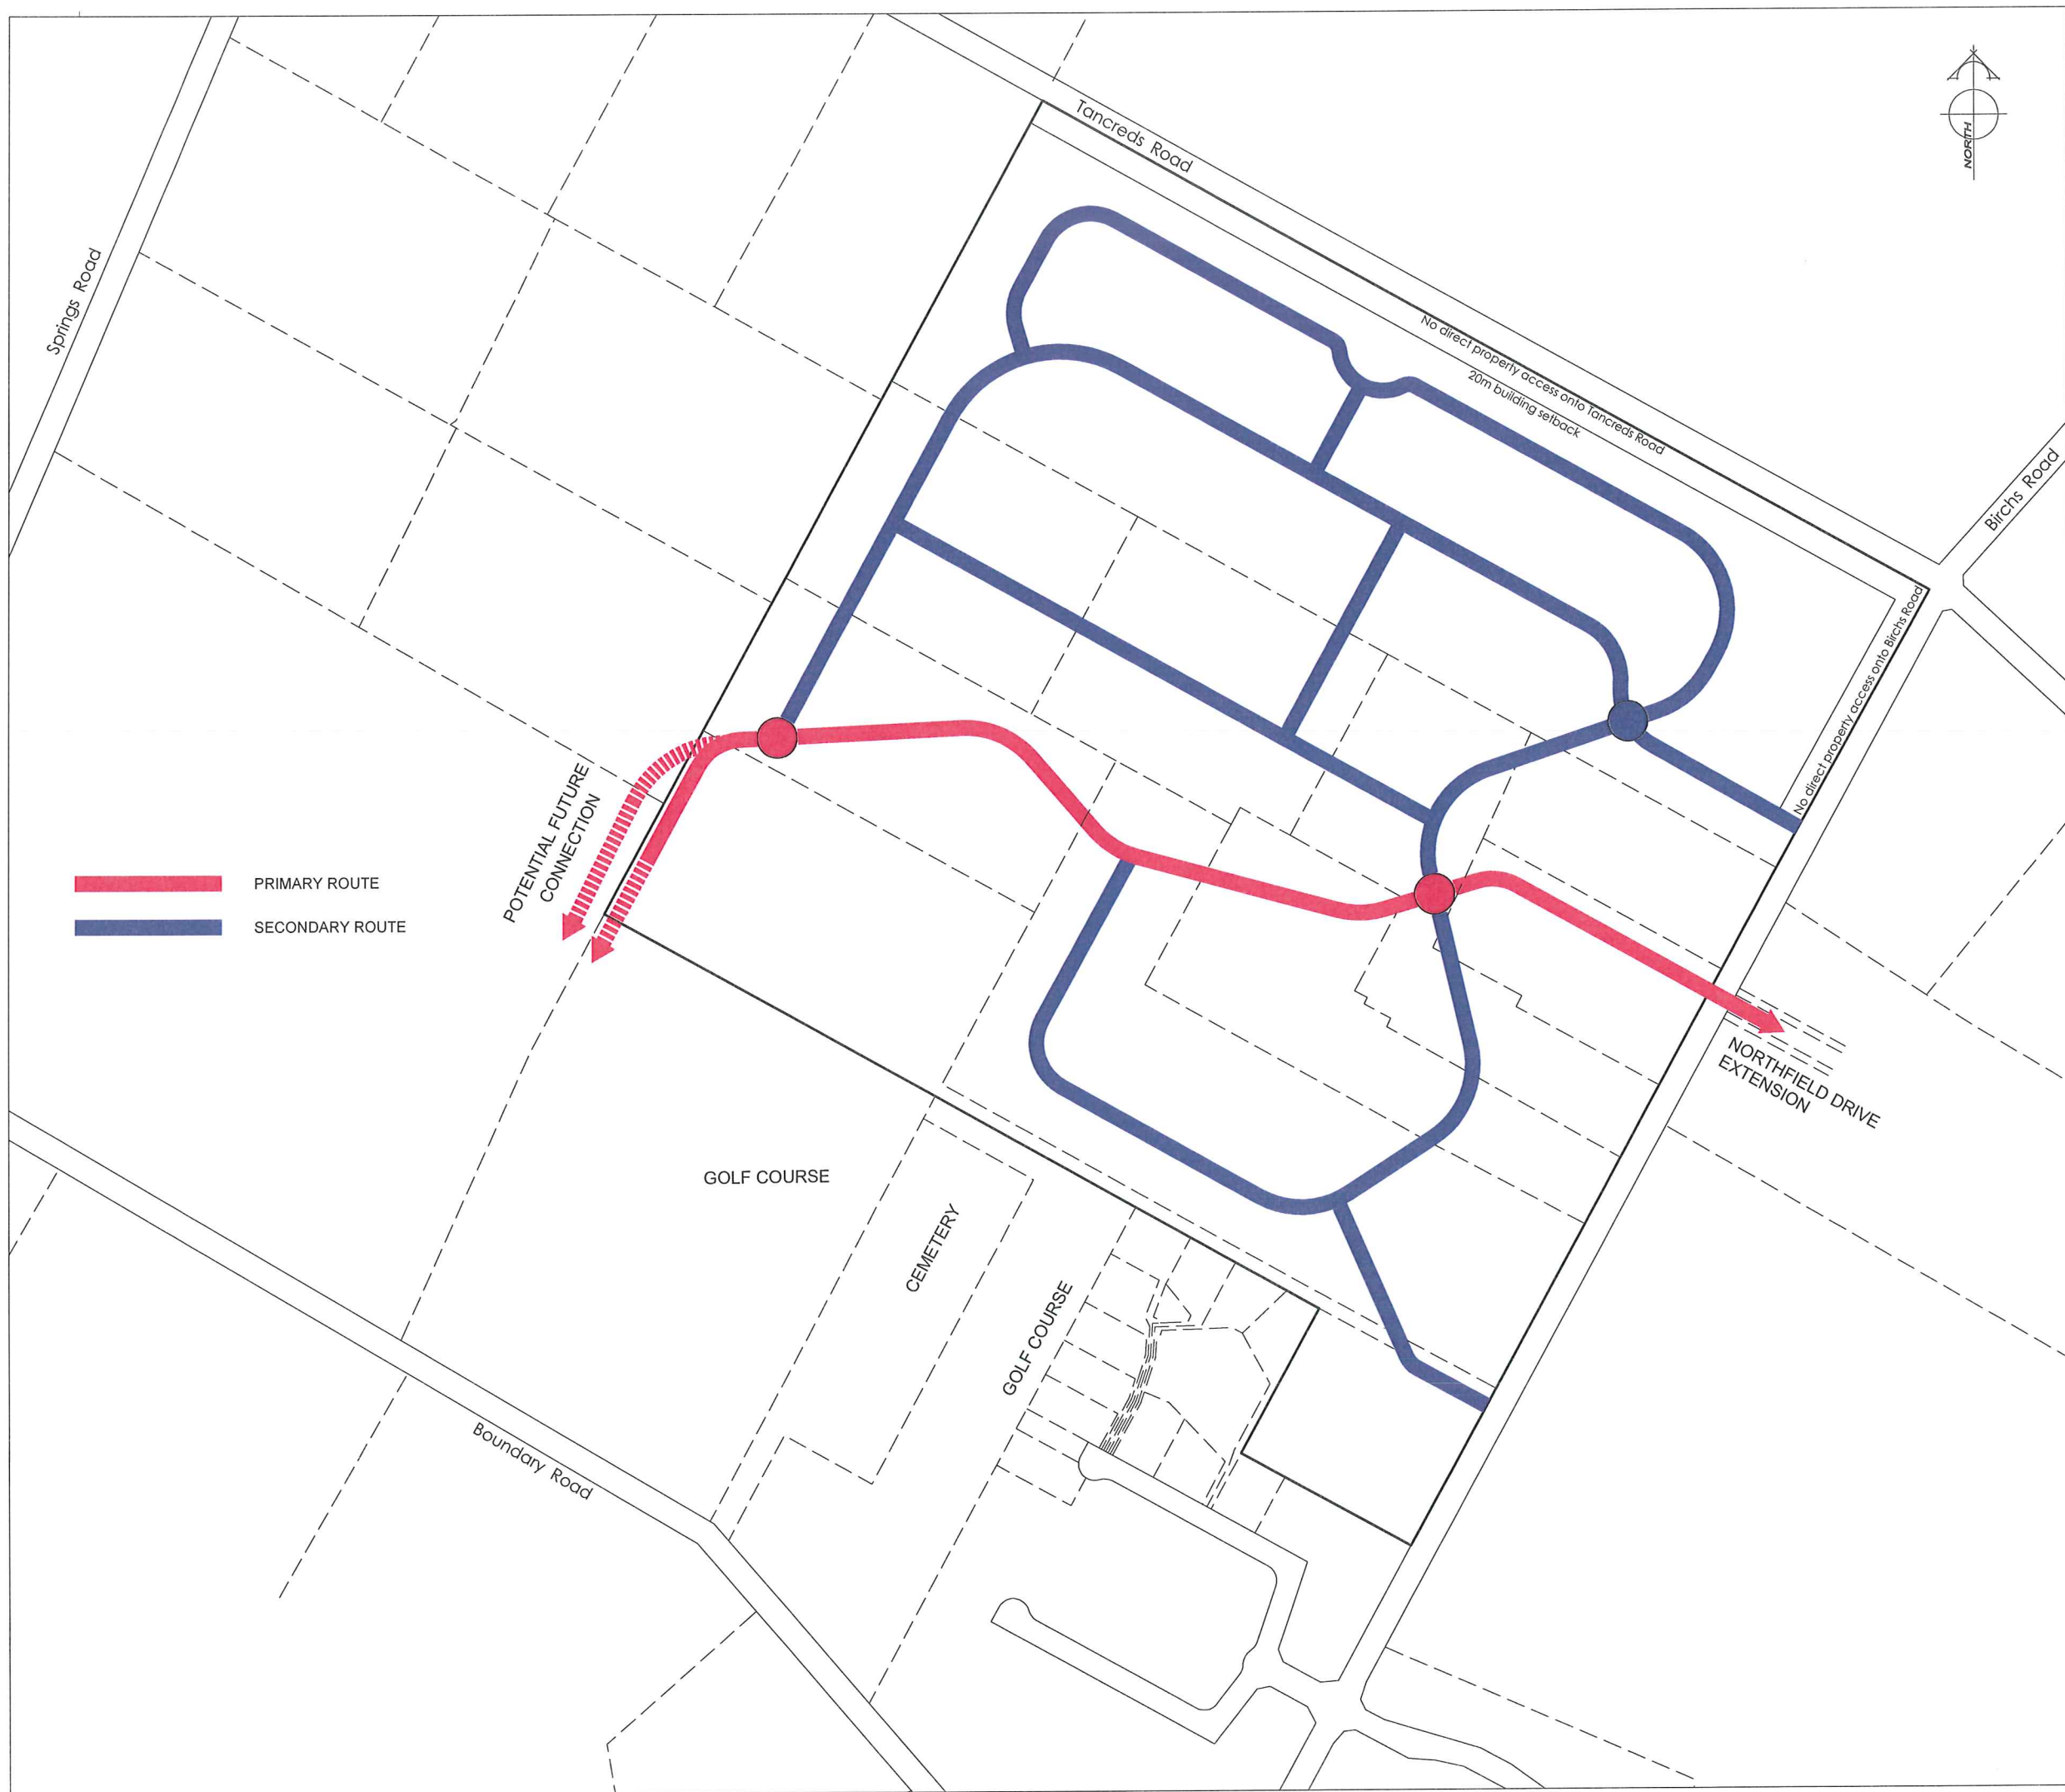 NORTH
Tancreds Road
Springs Road
No direct property access onto Tancreds Road
20m building setback
Birchs Road
No direct property access onto Birchs Road
POTENTIAL FUTURE
CONNECTION
PRIMARY ROUTE
SECONDARY ROUTE
NORTHFIELD DRIVE
EXTENSION
GOLF COURSE
CEMETERY
GOLF COURSE
Boundary Road